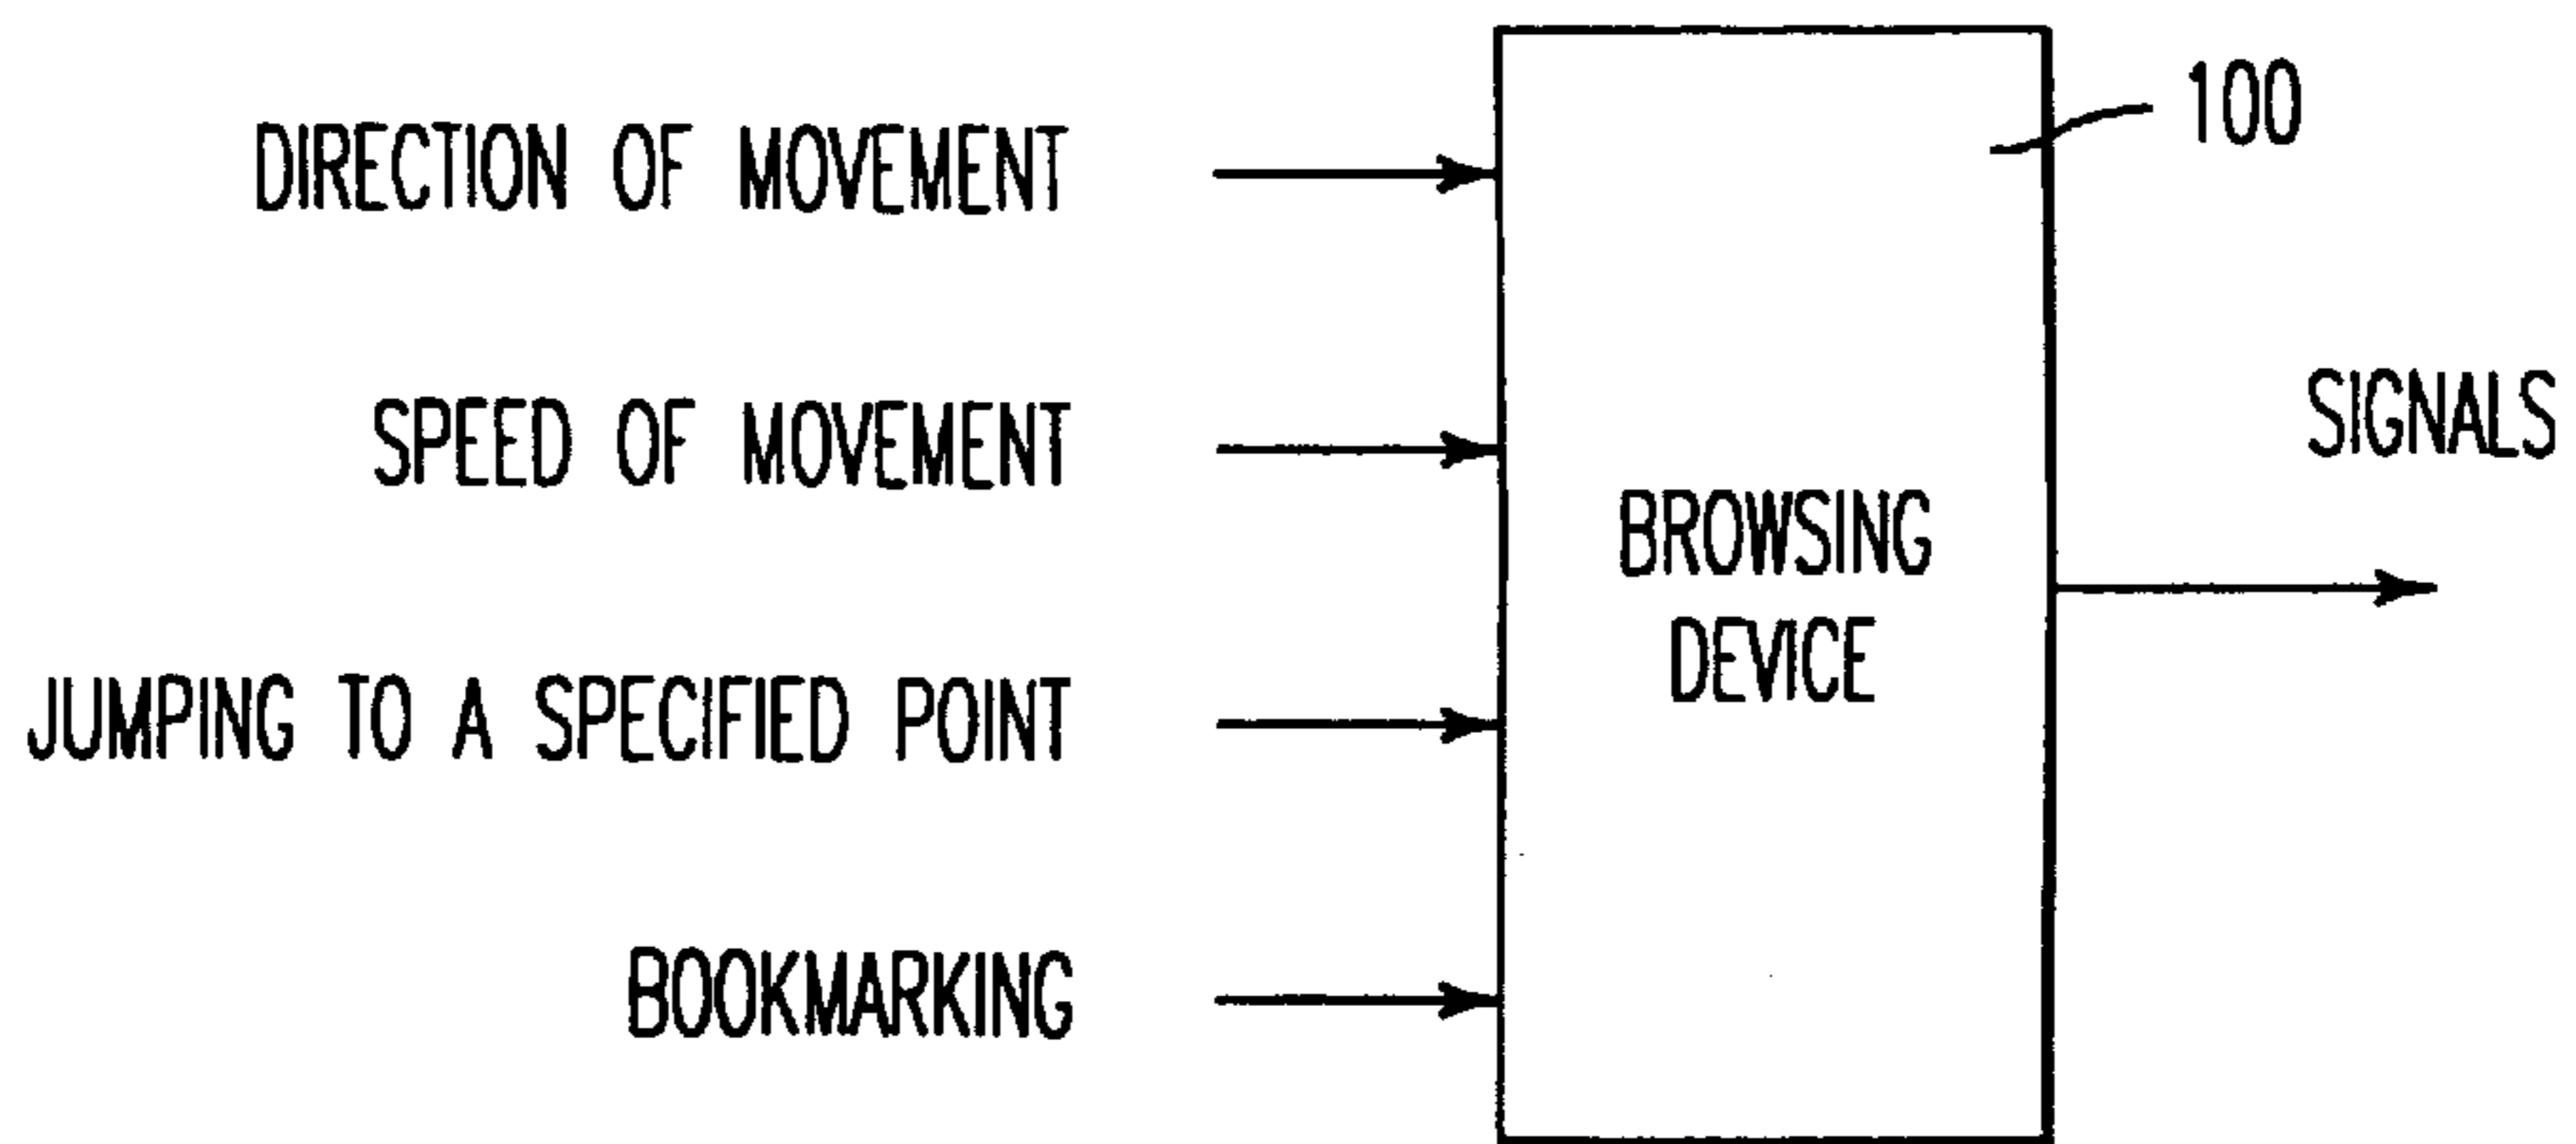 100
DIRECTION OF MOVEMENT
SIGNALS
SPEED OF MOVEMENT
BROWSING
DEVICE
JUMPING TO A SPECIFIED POINT
BOOKMARKING